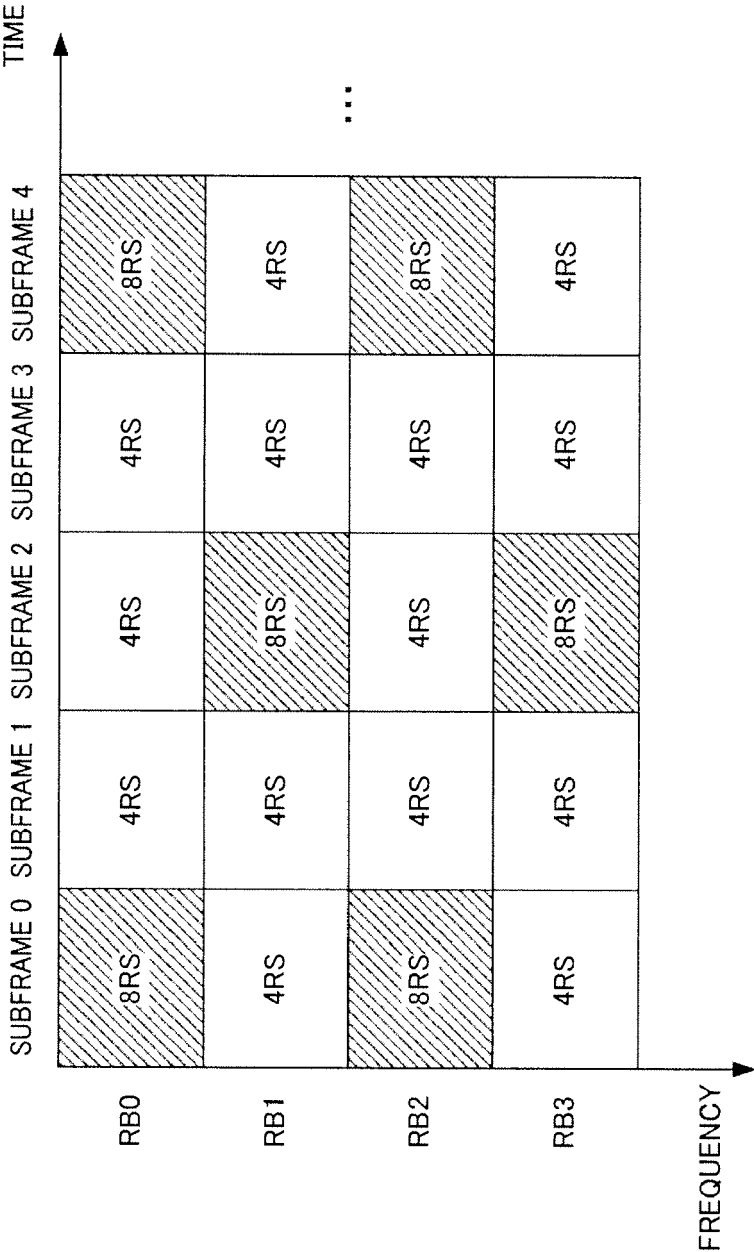 SUBFRAME 0 SUBFRAME 1 SUBFRAME 2 SUBFRAME 3 SUBFRAME 4 TIME
RB0 8RS 4RS 4RS 4RS 8RS
RB1 4RS 4RS 8RS 4RS 4RS
RB2 8RS 4RS 4RS 4RS 8RS ...
RB3 4RS 4RS 8RS 4RS 4RS
FREQUENCY